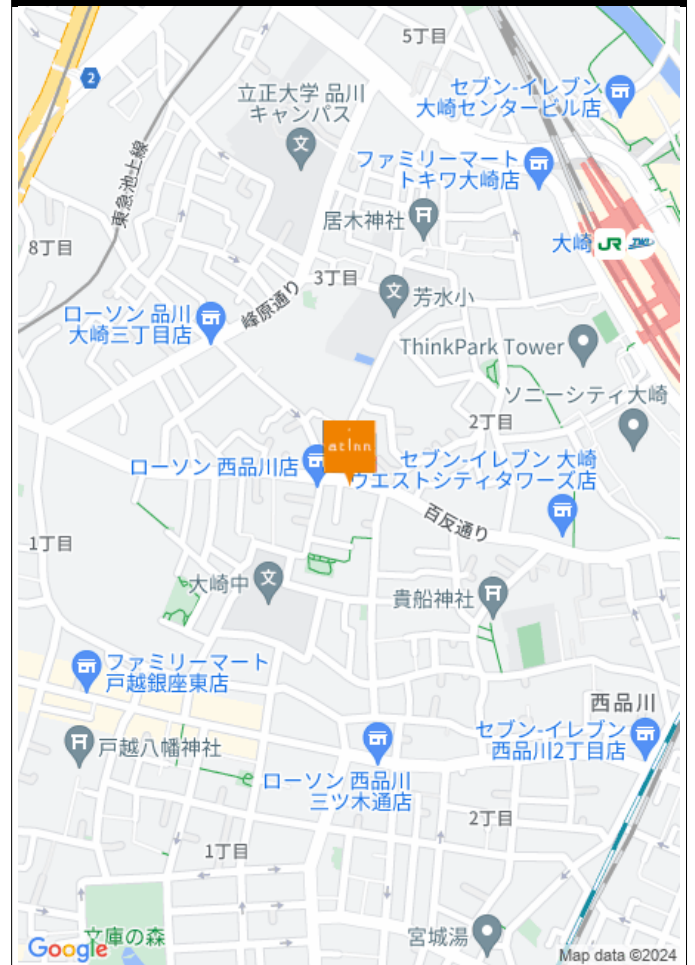 5丁目
2
セブン-イレブン
大崎センタービル店
立正大学 品川
キャンパス
文
ファミリーマート
トキワ大崎店
東急池上線
居木神社
大崎
JR
TWR
8丁目
3丁目
文
芳水小
峰原通り
ローソン 品川
大崎三丁目店
ThinkPark Tower
ソニーシティ大崎
2丁目
at inn
ローソン 西品川店
セブン-イレブン 大崎
ウエストシティタワーズ店
百反通り
1丁目
大崎中
文
貴船神社
ファミリーマート
戸越銀座東店
西品川
戸越八幡神社
セブン-イレブン
西品川2丁目店
ローソン 西品川
三ツ木通店
2丁目
1丁目
文庫の森
宮城湯
Google
Map data ©2024